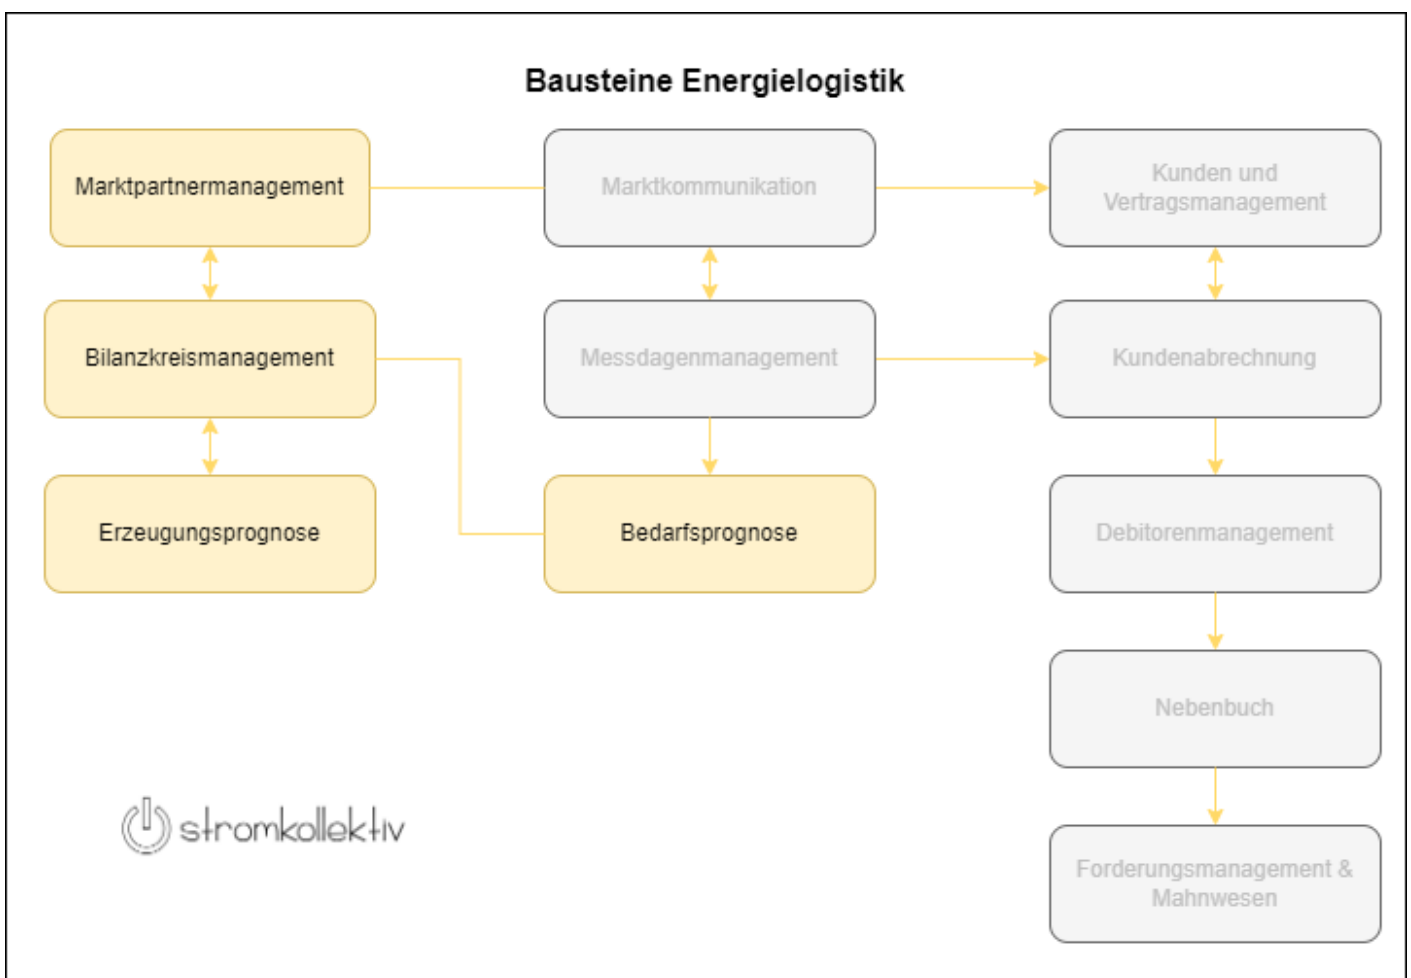 Bausteine Energielogistik
Marktpartnermanagement
Marktkommunikation
Kunden und
Vertragsmanagement
Bilanzkreismanagement
Messdagenmanagement
Kundenabrechnung
Erzeugungsprognose
Bedarfsprognose
Debitorenmanagement
Nebenbuch
stromkollektiv
Forderungsmanagement &
Mahnwesen